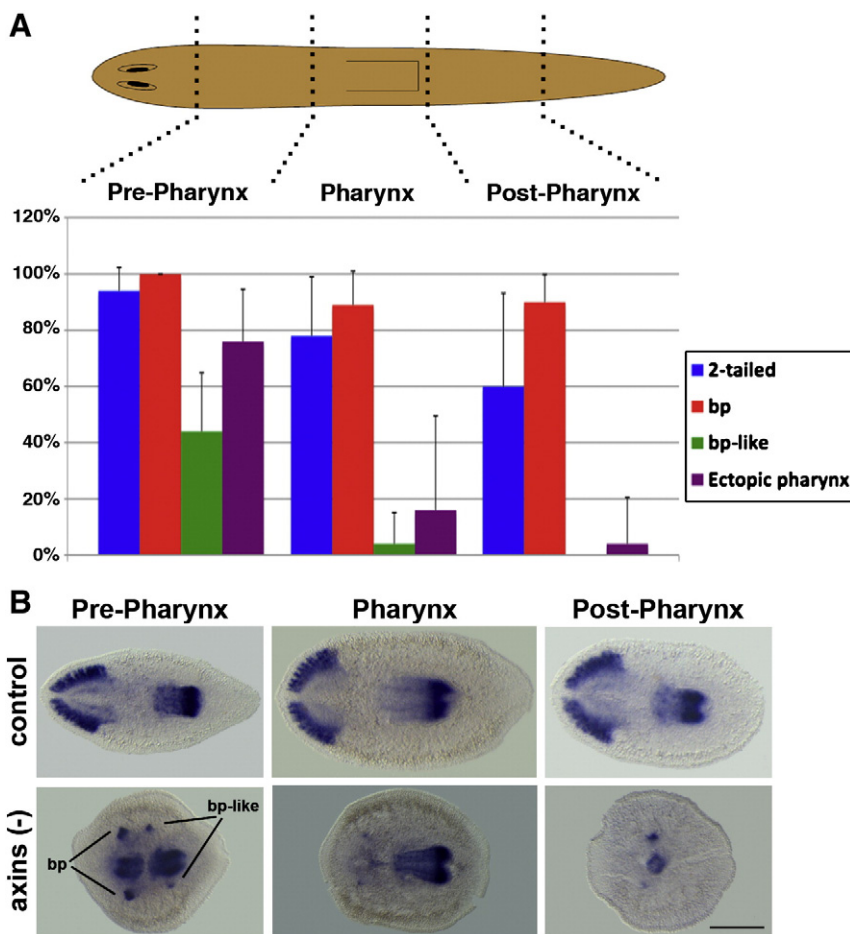 A
Pre-Pharynx Pharynx Post-Pharynx
120%
100%
80%
60%
40%
20%
0%
2-tailed
bp
bp-like
Ectopic pharynx
B
Pre-Pharynx Pharynx Post-Pharynx
control
axins (-)
bp-like
bp